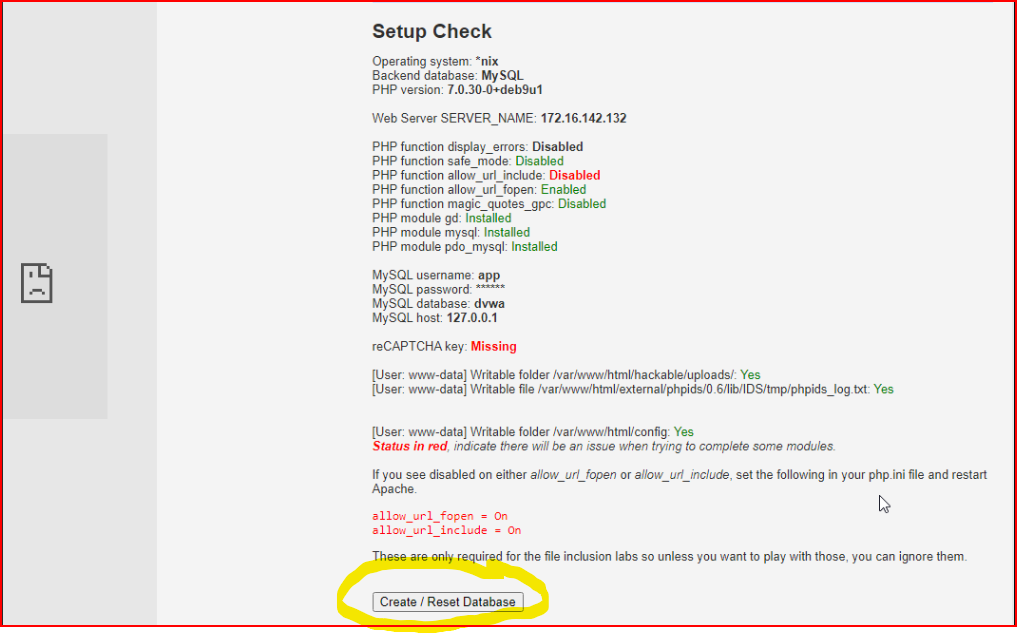 Setup Check
Operating system: *nix
Backend database: MySQL
PHP version: 7.0.30-0+deb9u1
Web Server SERVER_NAME: 172.16.142.132
PHP function display_errors: Disabled
PHP function safe_mode: Disabled
PHP function allow_url_include: Disabled
PHP function allow_url_fopen: Enabled
PHP function magic_quotes_gpc: Disabled
PHP module gd: Installed
PHP module mysql: Installed
PHP module pdo_mysql: Installed
MySQL username: app
MySQL password: ******
MySQL database: dvwa
MySQL host: 127.0.0.1
reCAPTCHA key: Missing
[User: www-data] Writable folder /var/www/html/hackable/uploads/: Yes
[User: www-data] Writable file /var/www/html/external/phpids/0.6/lib/IDS/tmp/phpids_log.txt: Yes
[User: www-data] Writable folder /var/www/html/config: Yes
Status in red, indicate there will be an issue when trying to complete some modules.
If you see disabled on either allow_url_fopen or allow_url_include, set the following in your php.ini file and restart
Apache.
allow_url_fopen = On
allow_url_include = On
These are only required for the file inclusion labs so unless you want to play with those, you can ignore them.
Create / Reset Database